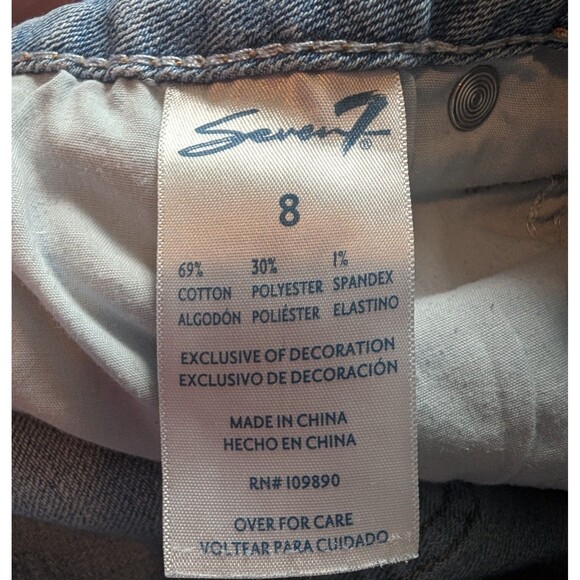 Seven7®
8
69% 30% 1%
COTTON POLYESTER SPANDEX
ALGODÓN POLIÉSTER ELASTINO
EXCLUSIVE OF DECORATION
EXCLUSIVO DE DECORACIÓN
MADE IN CHINA
HECHO EN CHINA
RN# 109890
OVER FOR CARE
VOLTEAR PARA CUIDADO